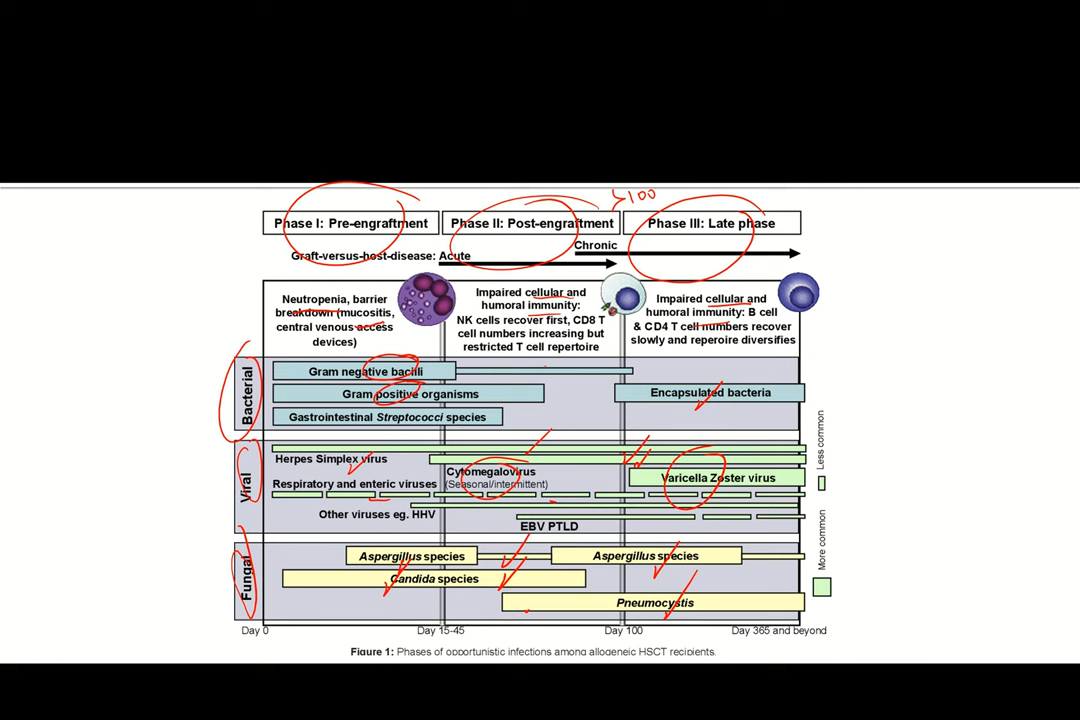 >100
Phase I: Pre-engraftment
Phase II: Post-engraftment
Phase III: Late phase
Chronic
Graft-versus-host-disease: Acute
Neutropenia, barrier
breakdown (mucositis,
central venous access
devices)
Impaired cellular and
humoral immunity:
NK cells recover first, CD8 T
cell numbers increasing but
restricted T cell repertoire
Impaired cellular and
humoral immunity: B cell
& CD4 T cell numbers recover
slowly and reperoire diversifies
Bacterial
Gram negative bacilli
Gram positive organisms
Encapsulated bacteria
Gastrointestinal Streptococci species
Viral
Herpes Simplex virus
Cytomegalovirus
Varicella Zoster virus
Respiratory and enteric viruses (Seasonal/intermittent)
Other viruses eg. HHV
EBV PTLD
Fungal
Aspergillus species
Aspergillus species
Candida species
Pneumocystis
Less common
More common
Day 0
Day 15-45
Day 100
Day 365 and beyond
Figure 1: Phases of opportunistic infections among allogeneic HSCT recipients.